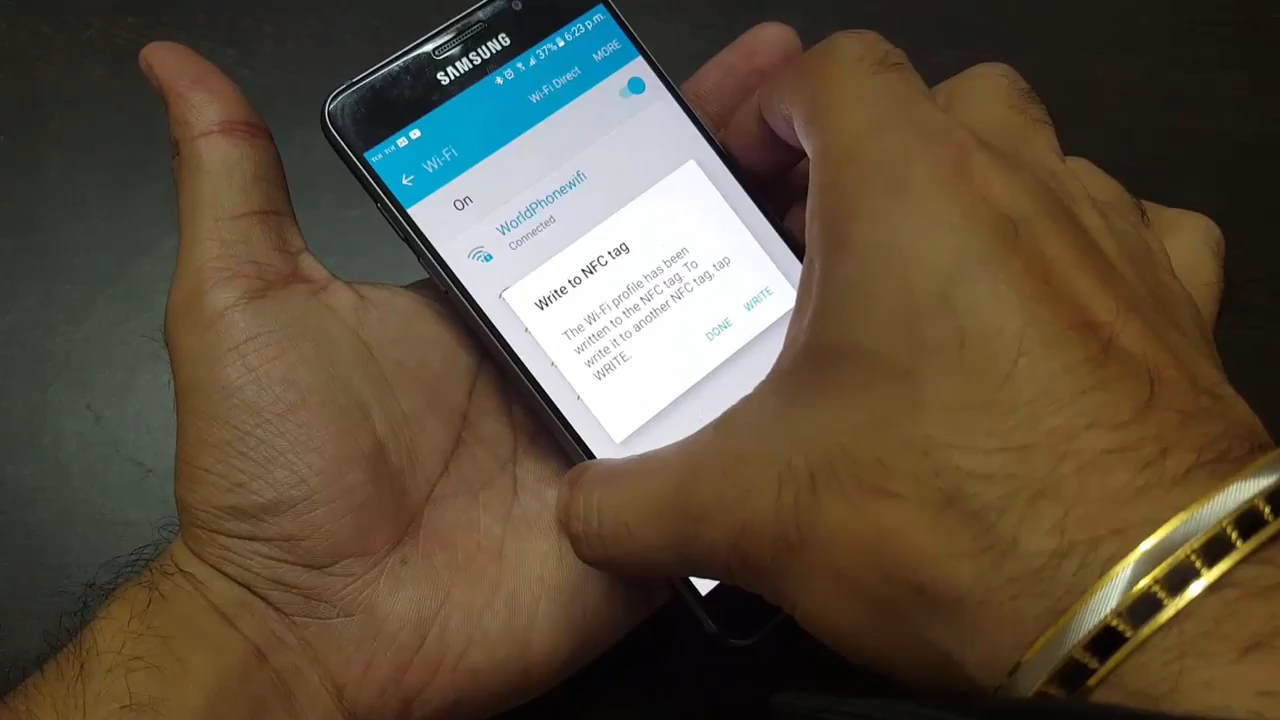 SAMSUNG
37% 6:23 p.m.
Wi-Fi
Wi-Fi Direct
MORE
On
WorldPhonewifi
Connected
Write to NFC tag
The Wi-Fi profile has been
written to the NFC tag. To
write it to another NFC tag, tap
WRITE.
DONE
WRITE